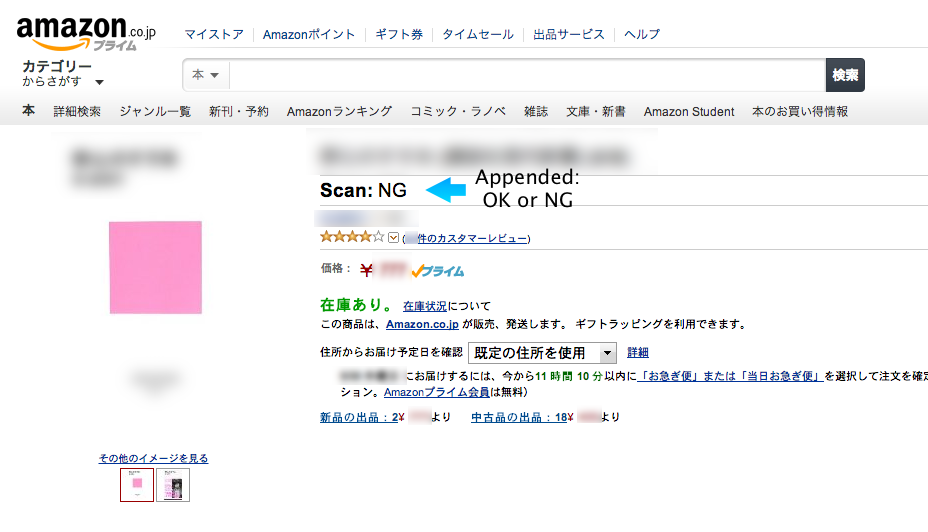 amazon.co.jp
プライム
マイストア Amazonポイント ギフト券 タイムセール 出品サービス ヘルプ
カテゴリー
からさがす
本
検索
本 詳細検索 ジャンル一覧 新刊・予約 Amazonランキング コミック・ラノベ 雑誌 文庫・新書 Amazon Student 本のお買い得情報
Scan: NG
Appended:
OK or NG
件のカスタマーレビュー)
価格： ¥ プライム
在庫あり。 在庫状況について
この商品は、Amazon.co.jp が販売、発送します。 ギフトラッピングを利用できます。
住所からお届け予定日を確認 既定の住所を使用 詳細
にお届けするには、今から11 時間 10 分以内に「お急ぎ便」または「当日お急ぎ便」を選択して注文を確定
ション。Amazonプライム会員は無料）
新品の出品：2¥ より 中古品の出品：18¥ より
その他のイメージを見る